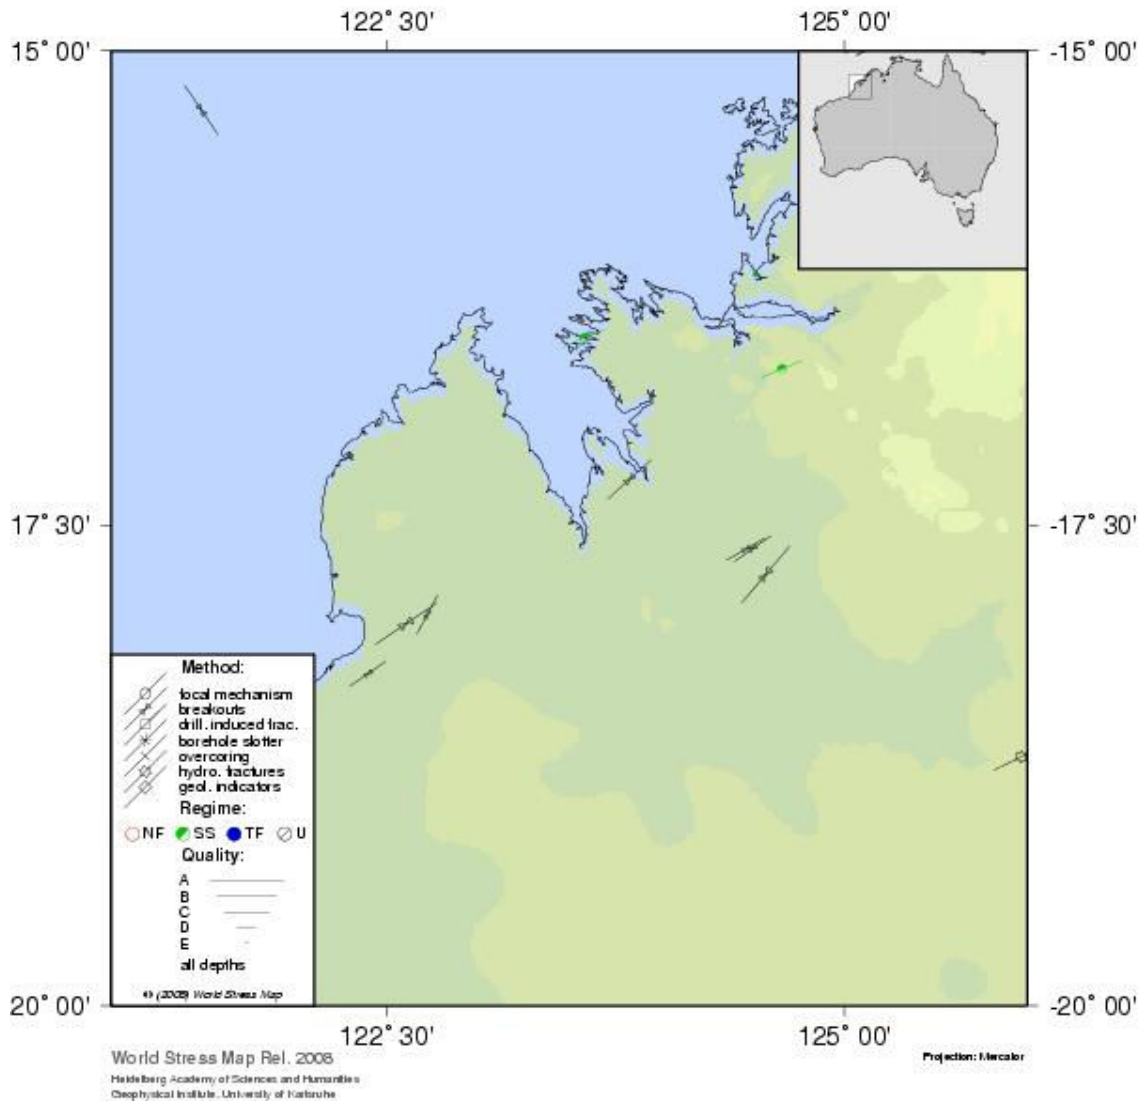 122° 30' 125° 00'
15° 00' -15° 00'
17° 30' -17° 30'
Method:
focal mechanism
breakouts
drill. induced frac.
borehole slotter
overcoring
hydro. fractures
geol. indicators
Regime:
NF SS TF U
Quality:
A
B
C
D
E
all depths
© (2008) World Stress Map
20° 00' -20° 00'
122° 30' 125° 00'
World Stress Map Rel. 2008
Projection: Mercator
Heidelberg Academy of Sciences and Humanities
Geophysical Institute, University of Karlsruhe